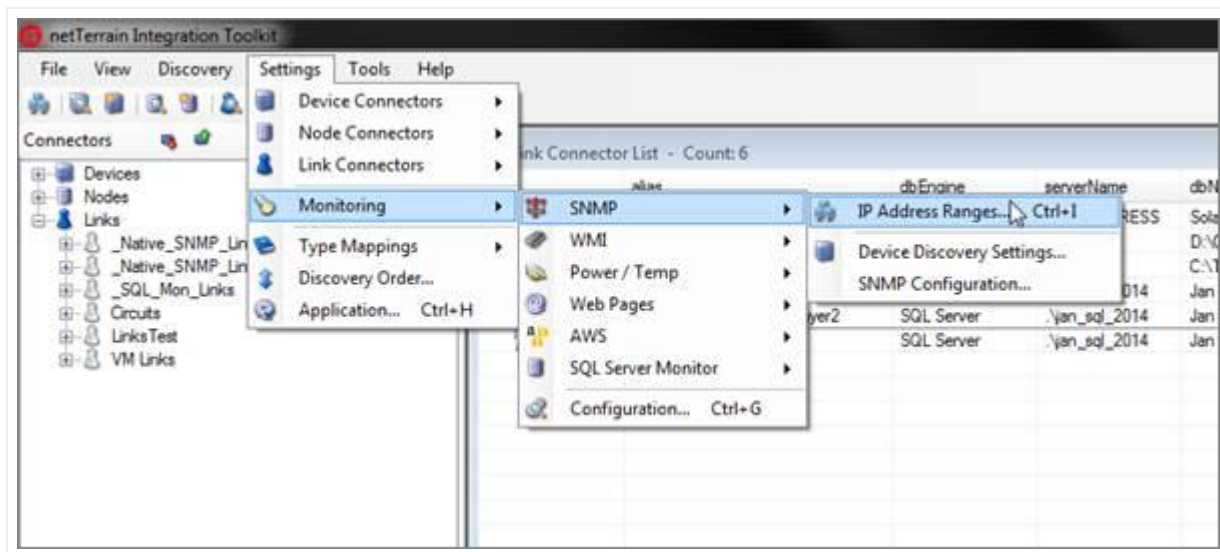 netTerrain Integration Toolkit
File View Discovery Settings Tools Help
Connectors
Devices
Nodes
Links
_Native_SNMP_Lin
_Native_SNMP_Lin
_SQL_Mon_Links
Circuits
LinksTest
VM Links
Device Connectors
Node Connectors
Link Connectors
Monitoring
Type Mappings
Discovery Order...
Application... Ctrl+H
SNMP
WMI
Power / Temp
Web Pages
AWS
SQL Server Monitor
Configuration... Ctrl+G
IP Address Ranges... Ctrl+I
Device Discovery Settings...
SNMP Configuration...
ink Connector List - Count: 6
alias dbEngine serverName dbN
RESS Sola
D:\
C:\T
014 Jan
yer2 SQL Server .\jan_sql_2014 Jan
SQL Server .\jan_sql_2014 Jan